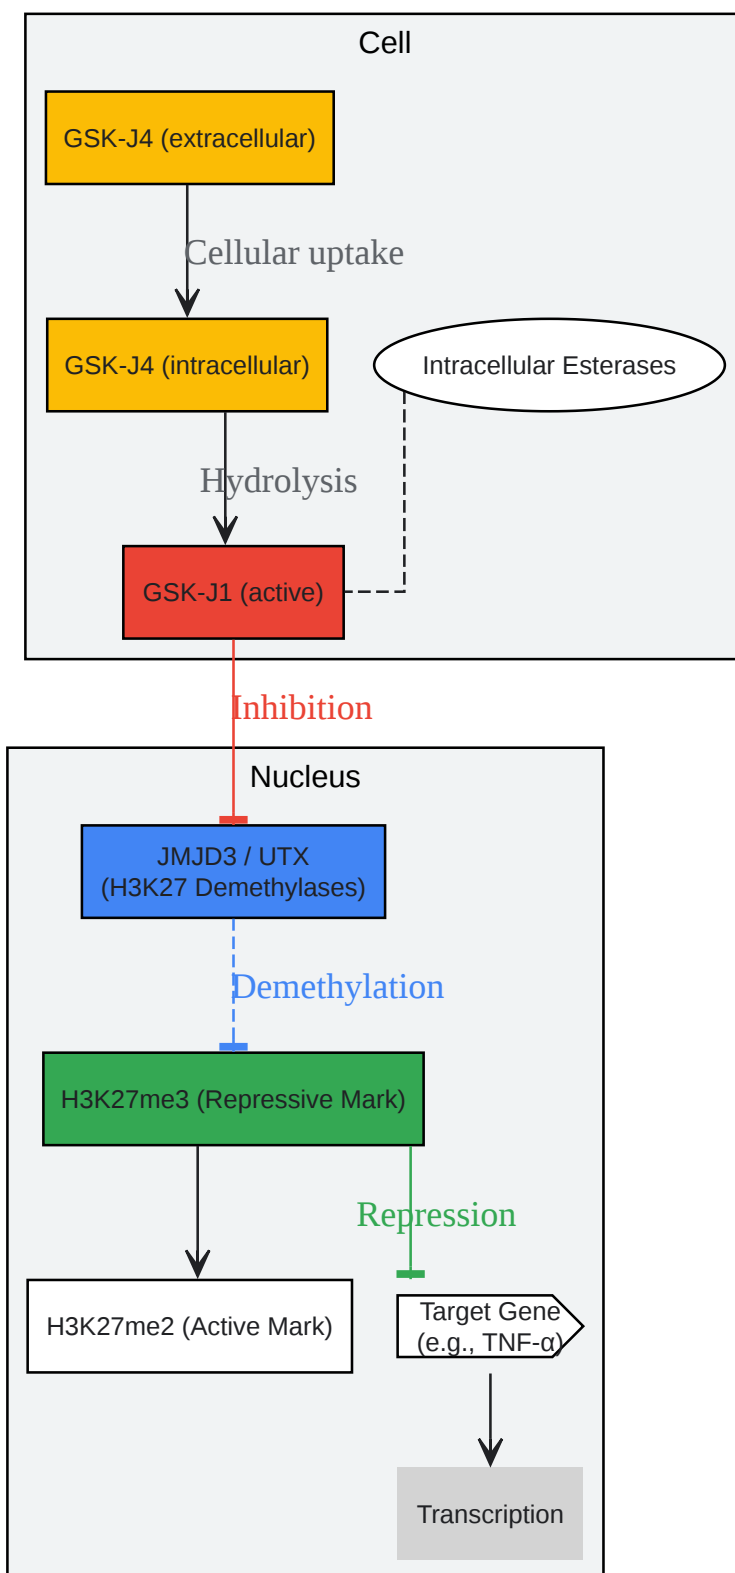 Cell
GSK-J4 (extracellular)
Cellular uptake
GSK-J4 (intracellular)
Intracellular Esterases
Hydrolysis
GSK-J1 (active)
Inhibition
Nucleus
JMJD3 / UTX
(H3K27 Demethylases)
Demethylation
H3K27me3 (Repressive Mark)
Repression
H3K27me2 (Active Mark)
Target Gene
(e.g., TNF-α)
Transcription